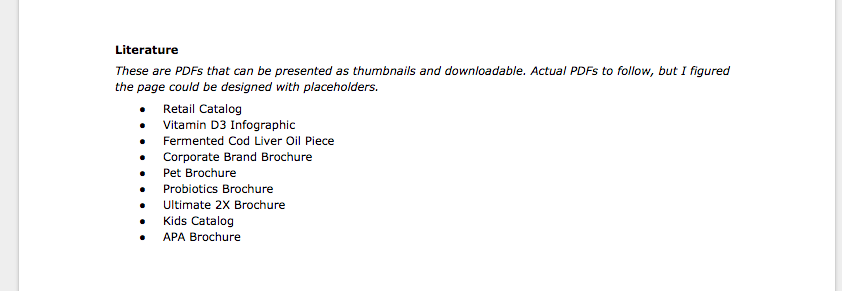 Literature
These are PDFs that can be presented as thumbnails and downloadable. Actual PDFs to follow, but I figured
the page could be designed with placeholders.
• Retail Catalog
• Vitamin D3 Infographic
• Fermented Cod Liver Oil Piece
• Corporate Brand Brochure
• Pet Brochure
• Probiotics Brochure
• Ultimate 2X Brochure
• Kids Catalog
• APA Brochure